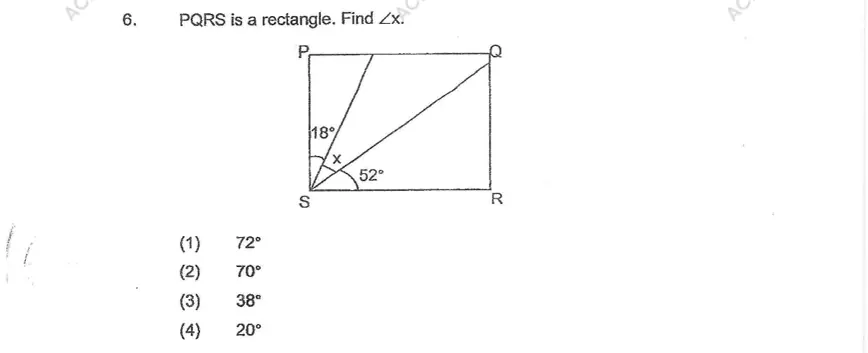 6. PQRS is a rectangle. Find ∠x.
P Q
18°
x
52°
S R
(1) 72°
(2) 70°
(3) 38°
(4) 20°